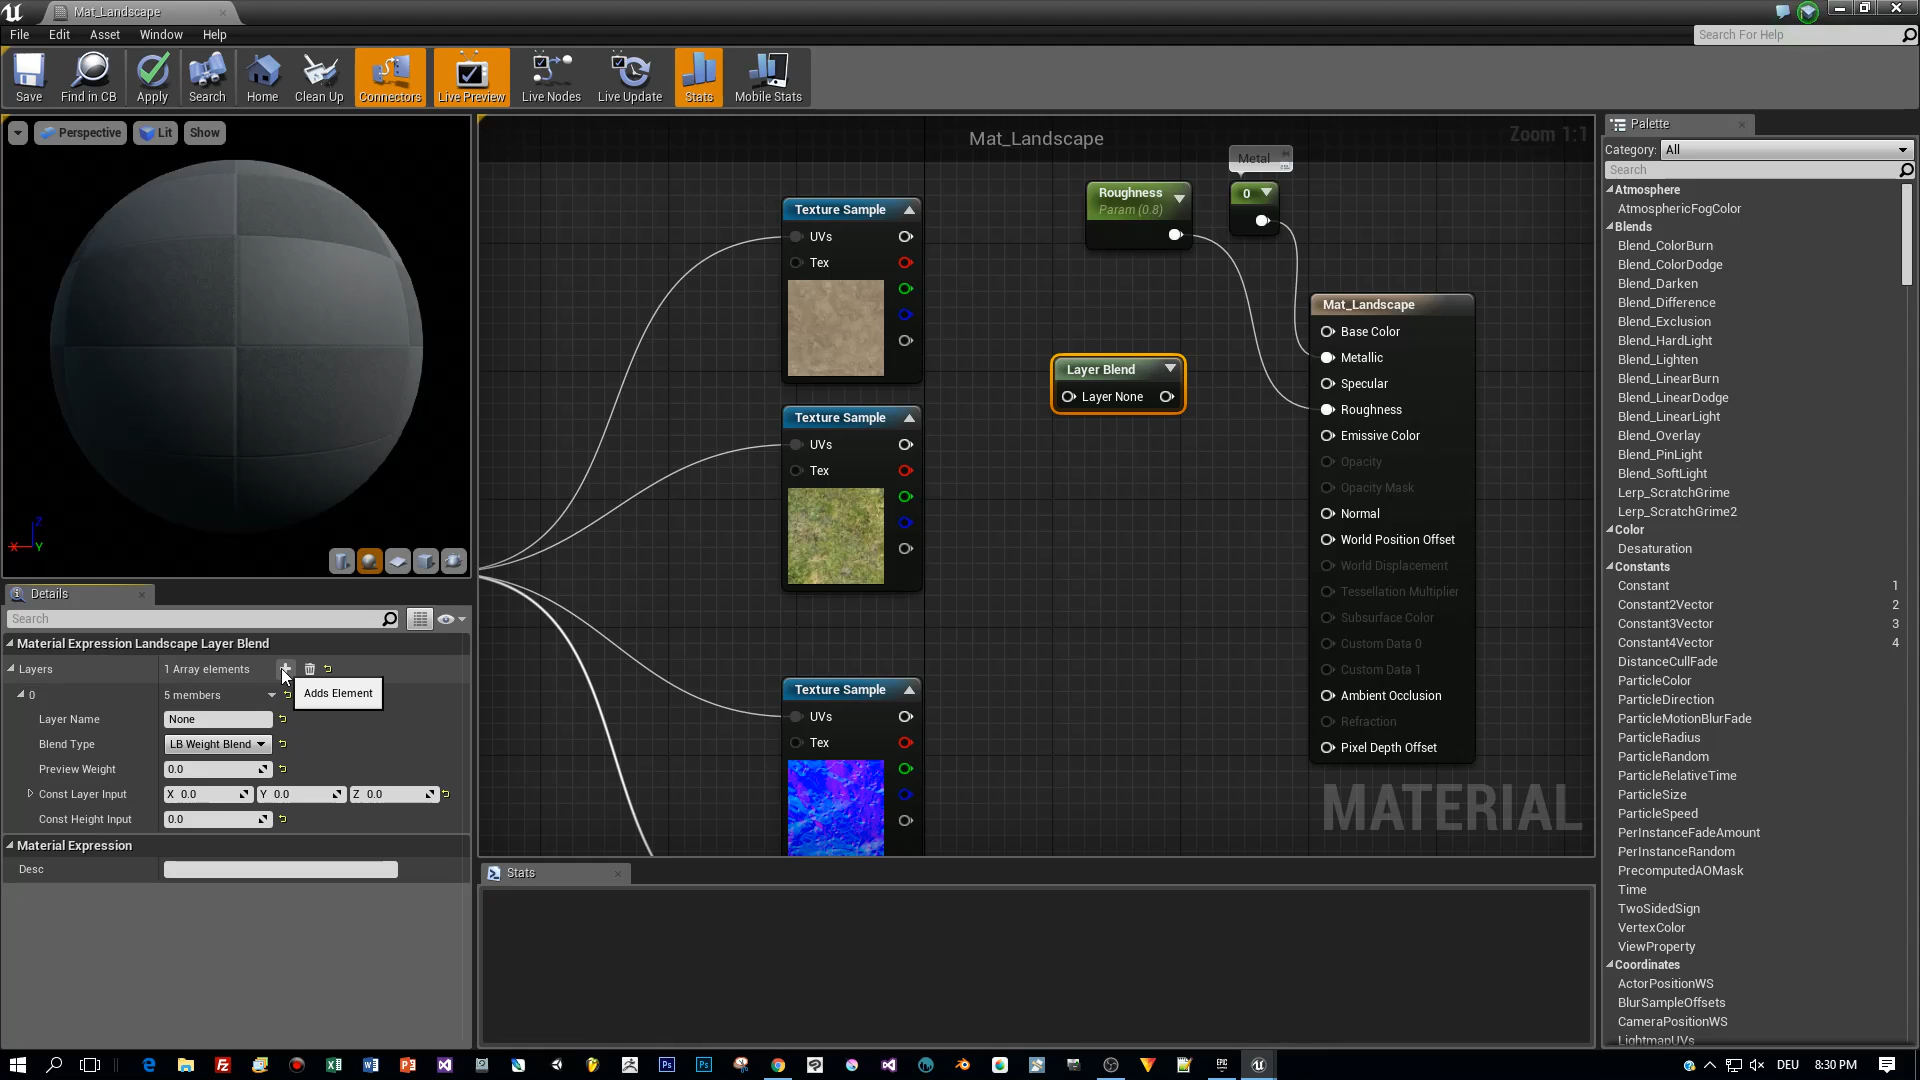 Mat_Landscape
File Edit Asset Window Help
Search For Help
Save Find in CB Apply Search Home Clean Up Connectors Live Preview Live Nodes Live Update Stats Mobile Stats
Perspective Lit Show
Z
X Y
Mat_Landscape
Zoom 1:1
Metal
0
Roughness
Param (0.8)
Texture Sample
UVs
Tex
Texture Sample
UVs
Tex
Texture Sample
UVs
Tex
Layer Blend
Layer None
Mat_Landscape
Base Color
Metallic
Specular
Roughness
Emissive Color
Opacity
Opacity Mask
Normal
World Position Offset
World Displacement
Tessellation Multiplier
Subsurface Color
Custom Data 0
Custom Data 1
Ambient Occlusion
Refraction
Pixel Depth Offset
MATERIAL
Details
Search
Material Expression Landscape Layer Blend
Layers 1 Array elements
Adds Element
0 5 members
Layer Name None
Blend Type LB Weight Blend
Preview Weight 0.0
Const Layer Input X 0.0 Y 0.0 Z 0.0
Const Height Input 0.0
Material Expression
Desc
Stats
Palette
Category: All
Search
Atmosphere
AtmosphericFogColor
Blends
Blend_ColorBurn
Blend_ColorDodge
Blend_Darken
Blend_Difference
Blend_Exclusion
Blend_HardLight
Blend_Lighten
Blend_LinearBurn
Blend_LinearDodge
Blend_LinearLight
Blend_Overlay
Blend_PinLight
Blend_SoftLight
Lerp_ScratchGrime
Lerp_ScratchGrime2
Color
Desaturation
Constants
Constant 1
Constant2Vector 2
Constant3Vector 3
Constant4Vector 4
DistanceCullFade
ParticleColor
ParticleDirection
ParticleMotionBlurFade
ParticleRadius
ParticleRandom
ParticleRelativeTime
ParticleSize
ParticleSpeed
PerInstanceFadeAmount
PerInstanceRandom
PrecomputedAOMask
Time
TwoSidedSign
VertexColor
ViewProperty
Coordinates
ActorPositionWS
BlurSampleOffsets
CameraPositionWS
LightmapUVs
DEU 8:30 PM